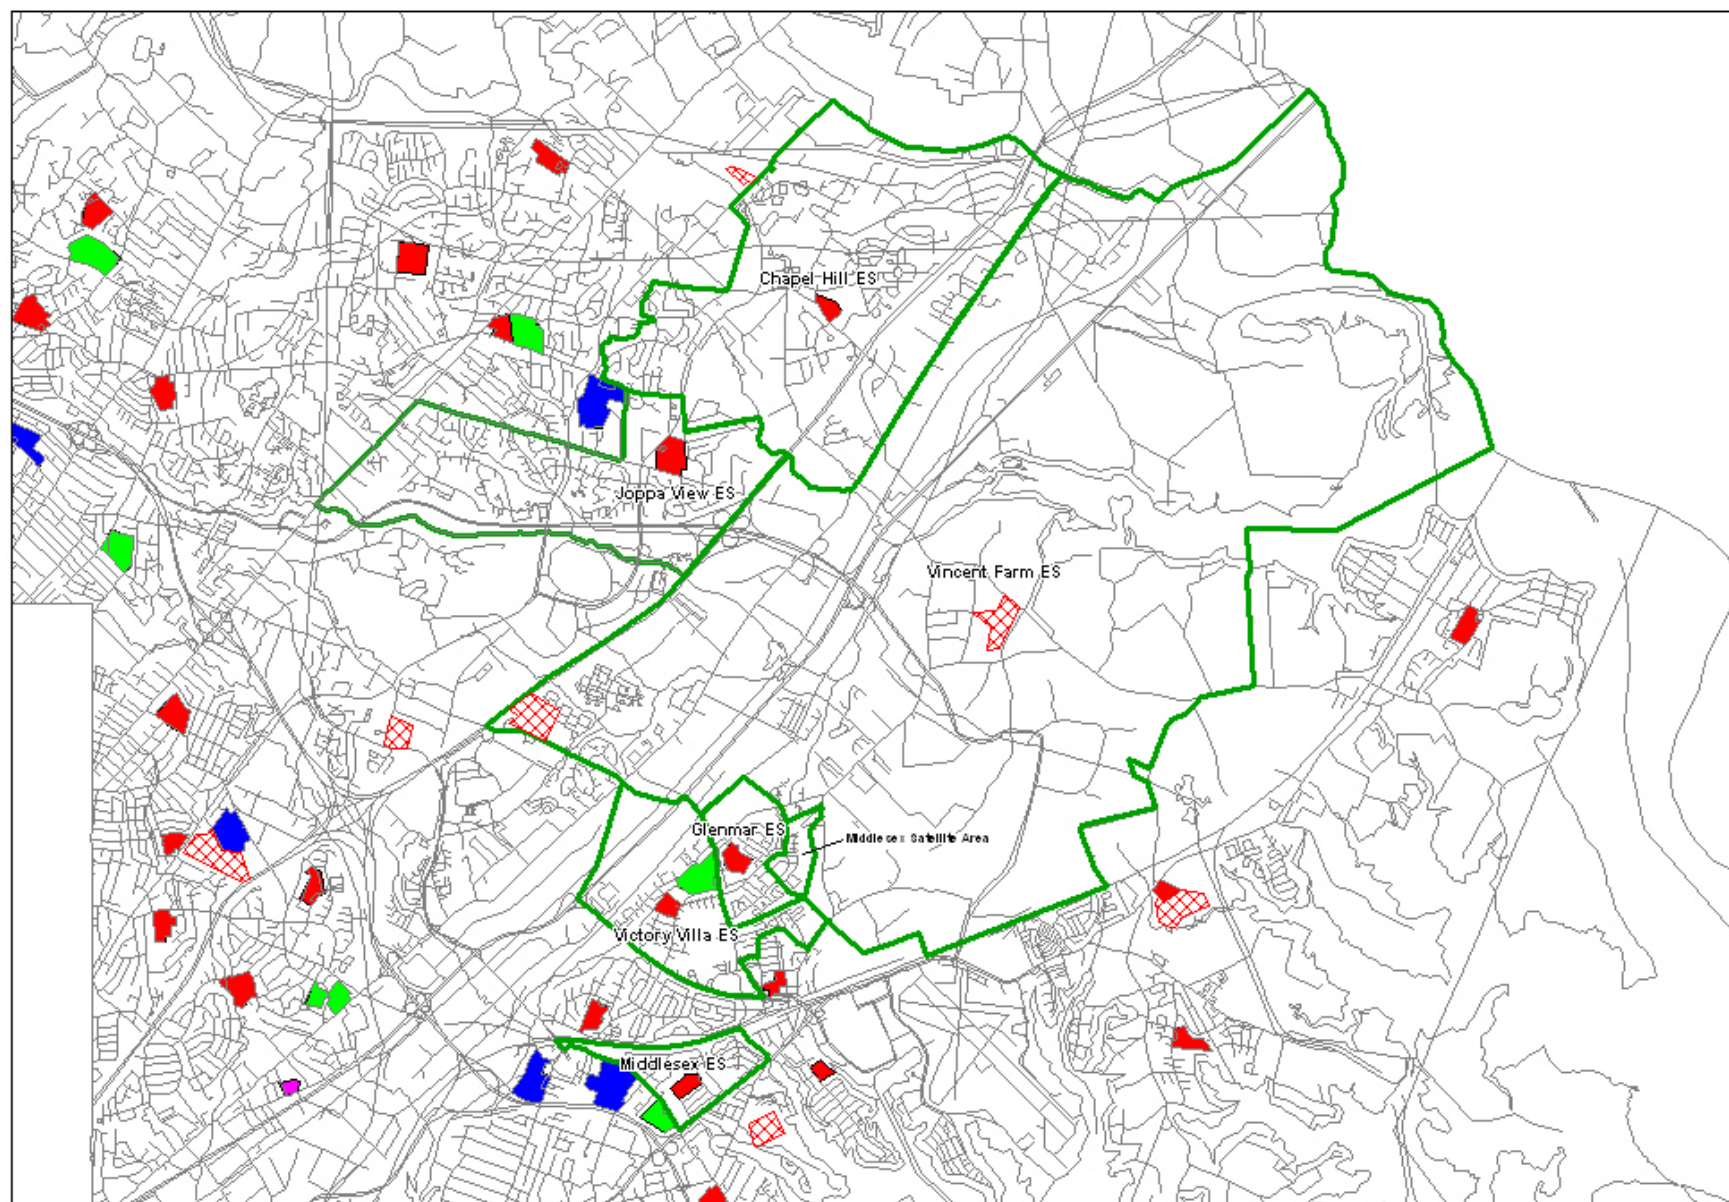 Chapel Hill ES
Joppa View ES
Vincent Farm ES
Glenmar ES
Middlesex Satellite Area
Victory Villa ES
Middlesex ES